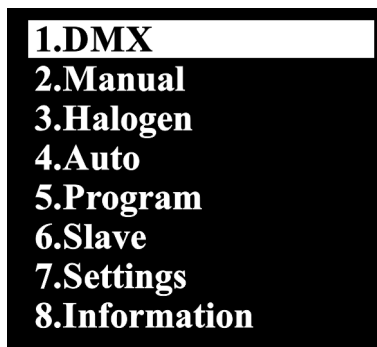 1.DMX
2.Manual
3.Halogen
4.Auto
5.Program
6.Slave
7.Settings
8.Information